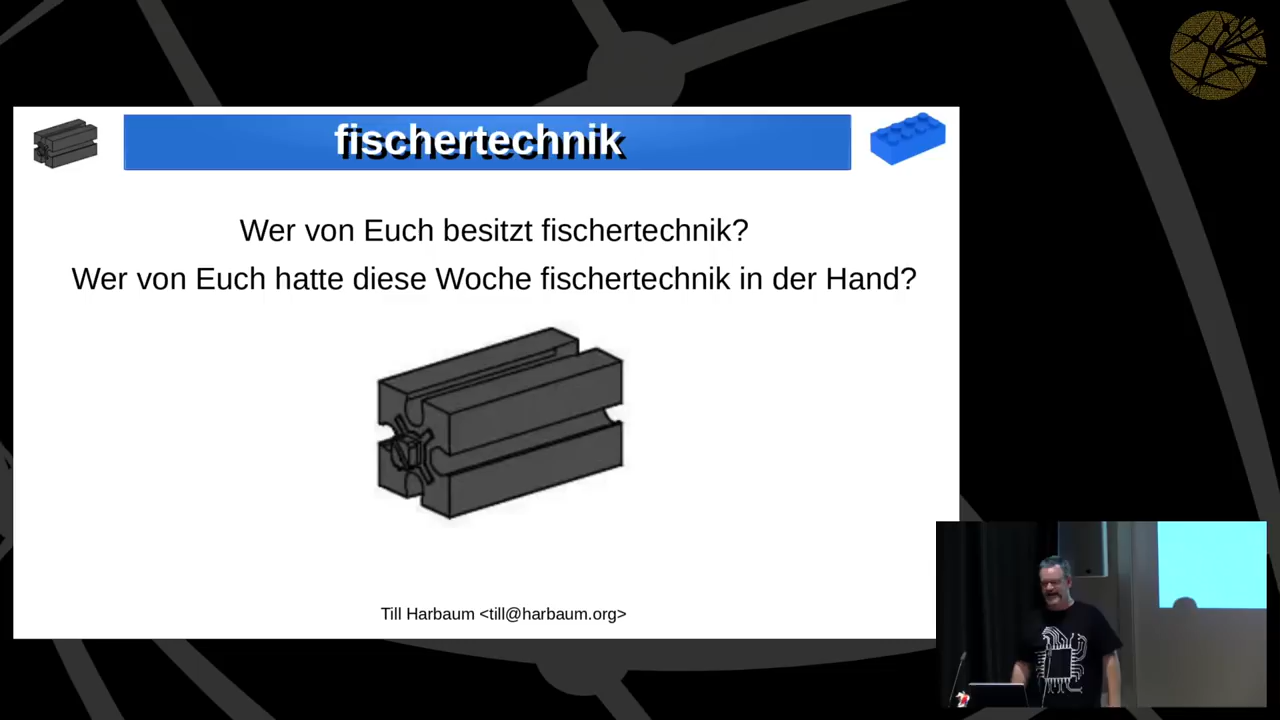 fischertechnik
Wer von Euch besitzt fischertechnik?
Wer von Euch hatte diese Woche fischertechnik in der Hand?
Till Harbaum <till@harbaum.org>